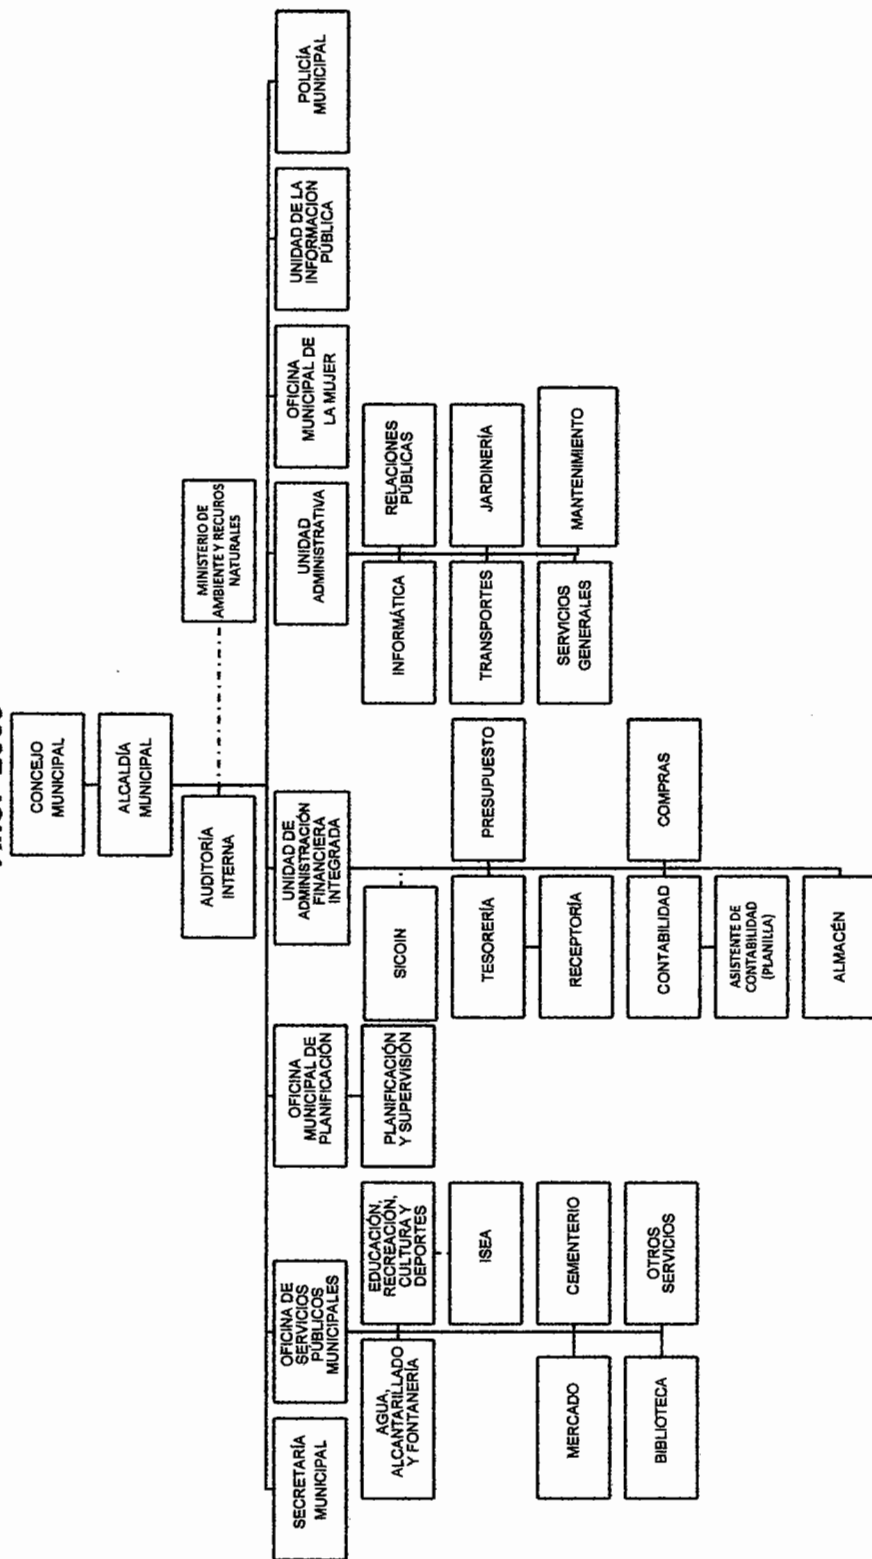 CONCEJO
MUNICIPAL
ALCALDÍA
MUNICIPAL
AUDITORÍA
INTERNA
MINISTERIO DE
AMBIENTE Y RECUROS
NATURALES
SECRETARÍA
MUNICIPAL
OFICINA DE
SERVICIOS
PÚBLICOS
MUNICIPALES
OFICINA
MUNICIPAL DE
PLANIFICACIÓN
UNIDAD DE
ADMINISTRACIÓN
FINANCIERA
INTEGRADA
UNIDAD
ADMINISTRATIVA
OFICINA
MUNICIPAL DE
LA MUJER
UNIDAD DE LA
INFORMACION
PÚBLICA
POLICÍA
MUNICIPAL
AGUA,
ALCANTARILLADO
Y FONTANERÍA
EDUCACIÓN,
RECREACIÓN,
CULTURA Y
DEPORTES
PLANIFICACIÓN
Y SUPERVISIÓN
SICOIN
INFORMÁTICA
RELACIONES
PÚBLICAS
ISEA
TESORERÍA
PRESUPUESTO
TRANSPORTES
JARDINERÍA
MERCADO
CEMENTERIO
RECEPTORÍA
SERVICIOS
GENERALES
MANTENIMIENTO
BIBLIOTECA
OTROS
SERVICIOS
CONTABILIDAD
COMPRAS
ASISTENTE DE
CONTABILIDAD
(PLANILLA)
ALMACÉN